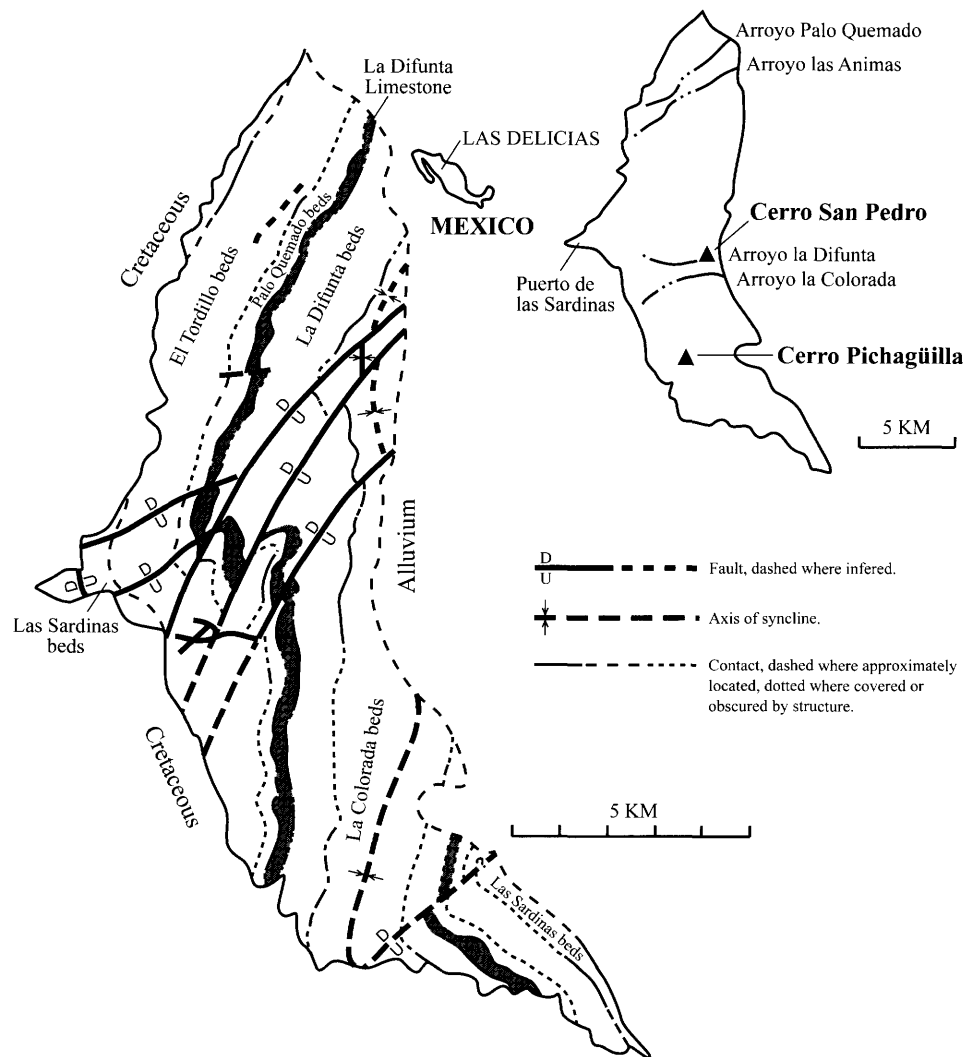 La Difunta
Limestone
LAS DELICIAS
MEXICO
Cretaceous
El Tordillo beds
Palo Quemado beds
La Difunta beds
D
U
D
U
D
U
D
U
D
U
D
U
Las Sardinas
beds
Alluvium
Cretaceous
La Colorada beds
D
U
?
Las Sardinas beds
Arroyo Palo Quemado
Arroyo las Animas
Cerro San Pedro
Arroyo la Difunta
Arroyo la Colorada
Puerto de
las Sardinas
Cerro Pichagüilla
5 KM
D
U
Fault, dashed where infered.
Axis of syncline.
Contact, dashed where approximately
located, dotted where covered or
obscured by structure.
5 KM